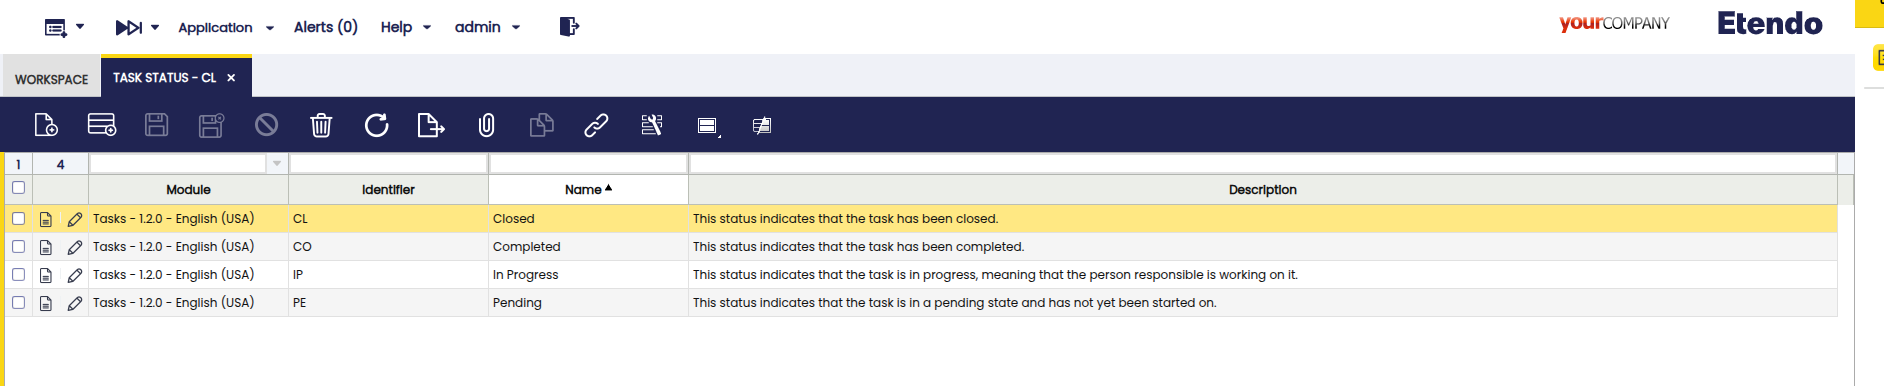 Application Alerts (0) Help admin yourCOMPANY Etendo
WORKSPACE TASK STATUS - CL ×
1 4
Module Identifier Name Description
Tasks - 1.2.0 - English (USA) CL Closed This status indicates that the task has been closed.
Tasks - 1.2.0 - English (USA) CO Completed This status indicates that the task has been completed.
Tasks - 1.2.0 - English (USA) IP In Progress This status indicates that the task is in progress, meaning that the person responsible is working on it.
Tasks - 1.2.0 - English (USA) PE Pending This status indicates that the task is in a pending state and has not yet been started on.